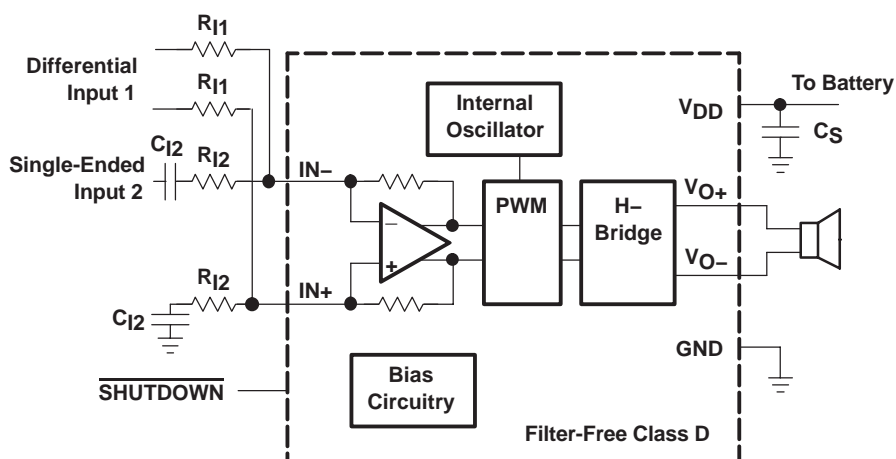 RI1
Differential
Input 1
RI1
CI2
Single-Ended
Input 2
RI2
IN−
RI2
CI2
IN+
SHUTDOWN
Internal
Oscillator
−
+
PWM
H−
Bridge
Bias
Circuitry
VDD
To Battery
CS
VO+
VO−
GND
Filter-Free Class D